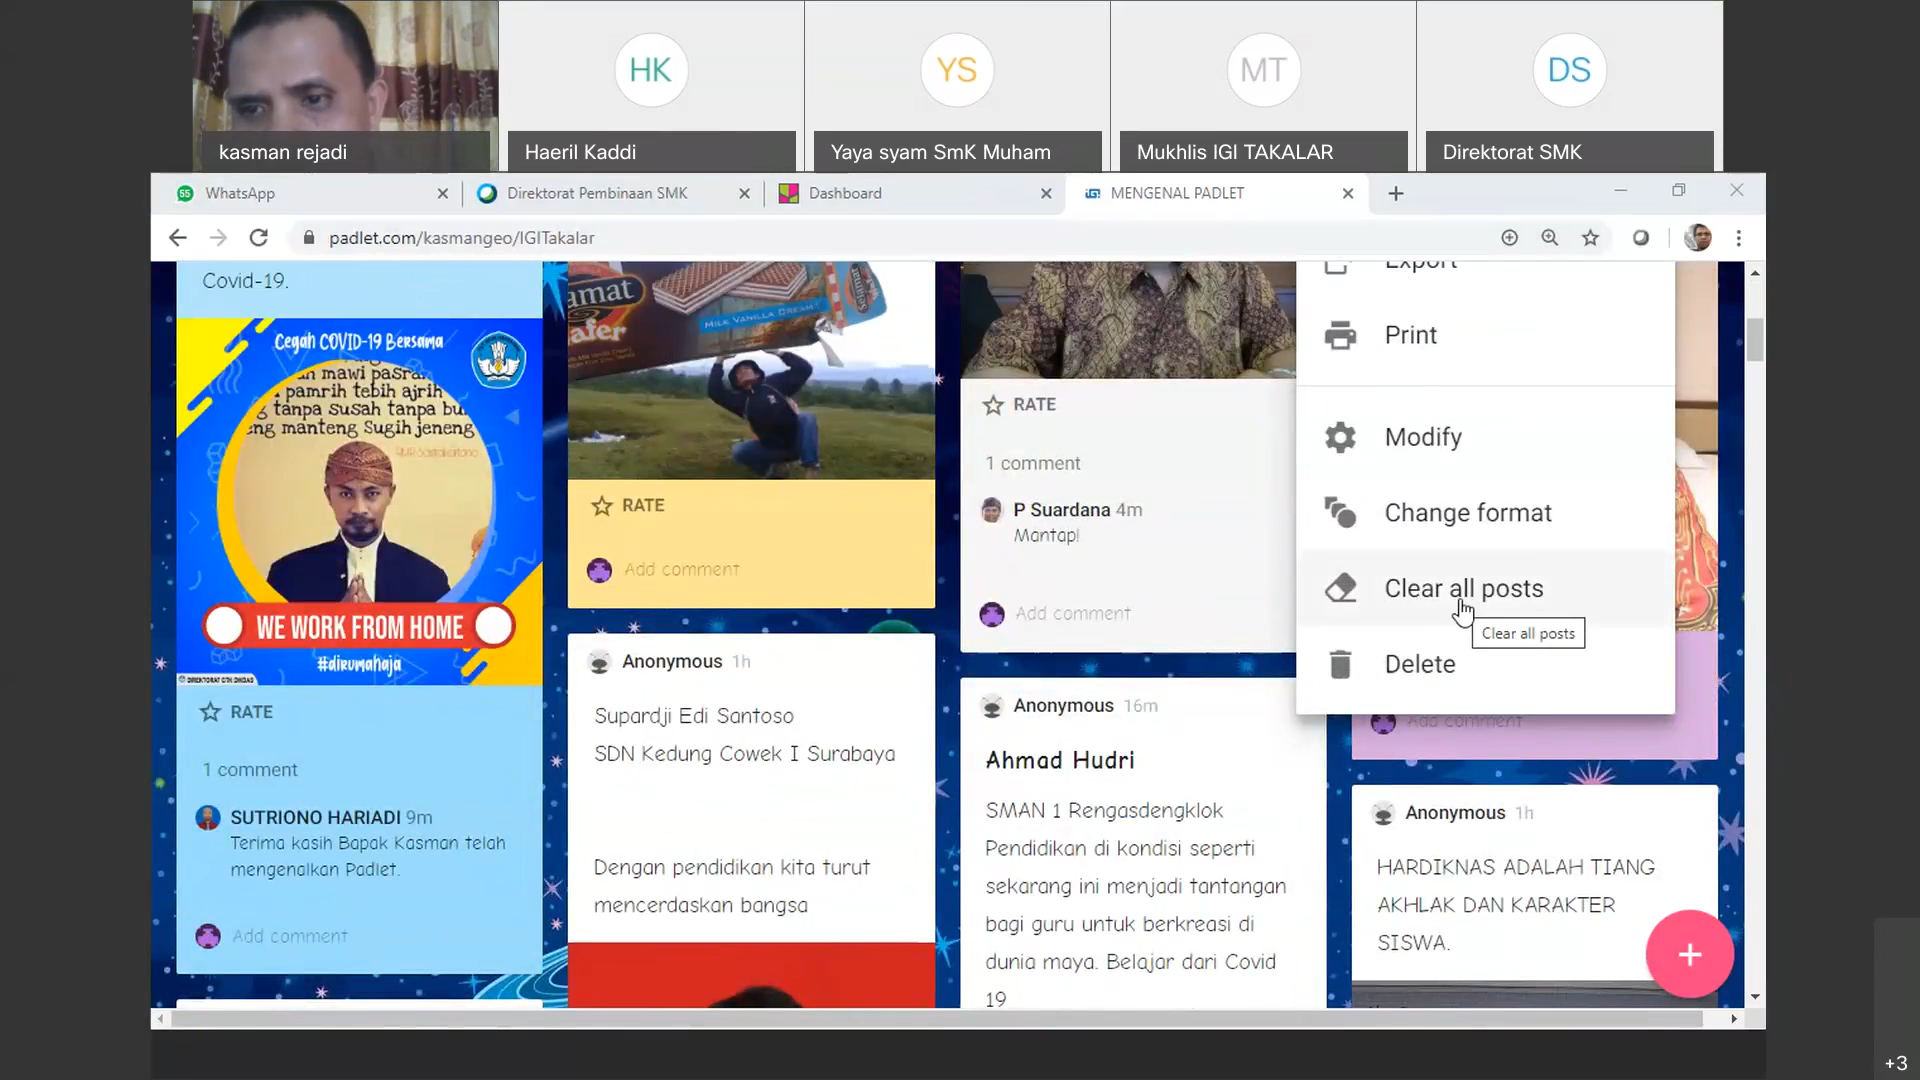 HK
YS
MT
DS
kasman rejadi
Haeril Kaddi
Yaya syam SmK Muham
Mukhlis IGI TAKALAR
Direktorat SMK
55
WhatsApp
Direktorat Pembinaan SMK
Dashboard
MENGENAL PADLET
padlet.com/kasmangeo/IGITakalar
Covid-19.
Cegah COVID-19 Bersama
pamrih tebih ajrih
tanpa susah tanpa
manteng Sugih jeneng
WE WORK FROM HOME
#dirumahaja
RATE
1 comment
SUTRIONO HARIADI 9m
Terima kasih Bapak Kasman telah
mengenalkan Padlet.
Add comment
MILK VANILLA CREAM
RATE
Add comment
Anonymous 1h
Supardji Edi Santoso
SDN Kedung Cowek I Surabaya
Dengan pendidikan kita turut
mencerdaskan bangsa
RATE
1 comment
P Suardana 4m
Mantap!
Add comment
Anonymous 16m
Ahmad Hudri
SMAN 1 Rengasdengklok
Pendidikan di kondisi seperti
sekarang ini menjadi tantangan
bagi guru untuk berkreasi di
dunia maya. Belajar dari Covid
19
Export
Print
Modify
Change format
Clear all posts
Clear all posts
Delete
Add comment
Anonymous 1h
HARDIKNAS ADALAH TIANG
AKHLAK DAN KARAKTER
SISWA.
+3